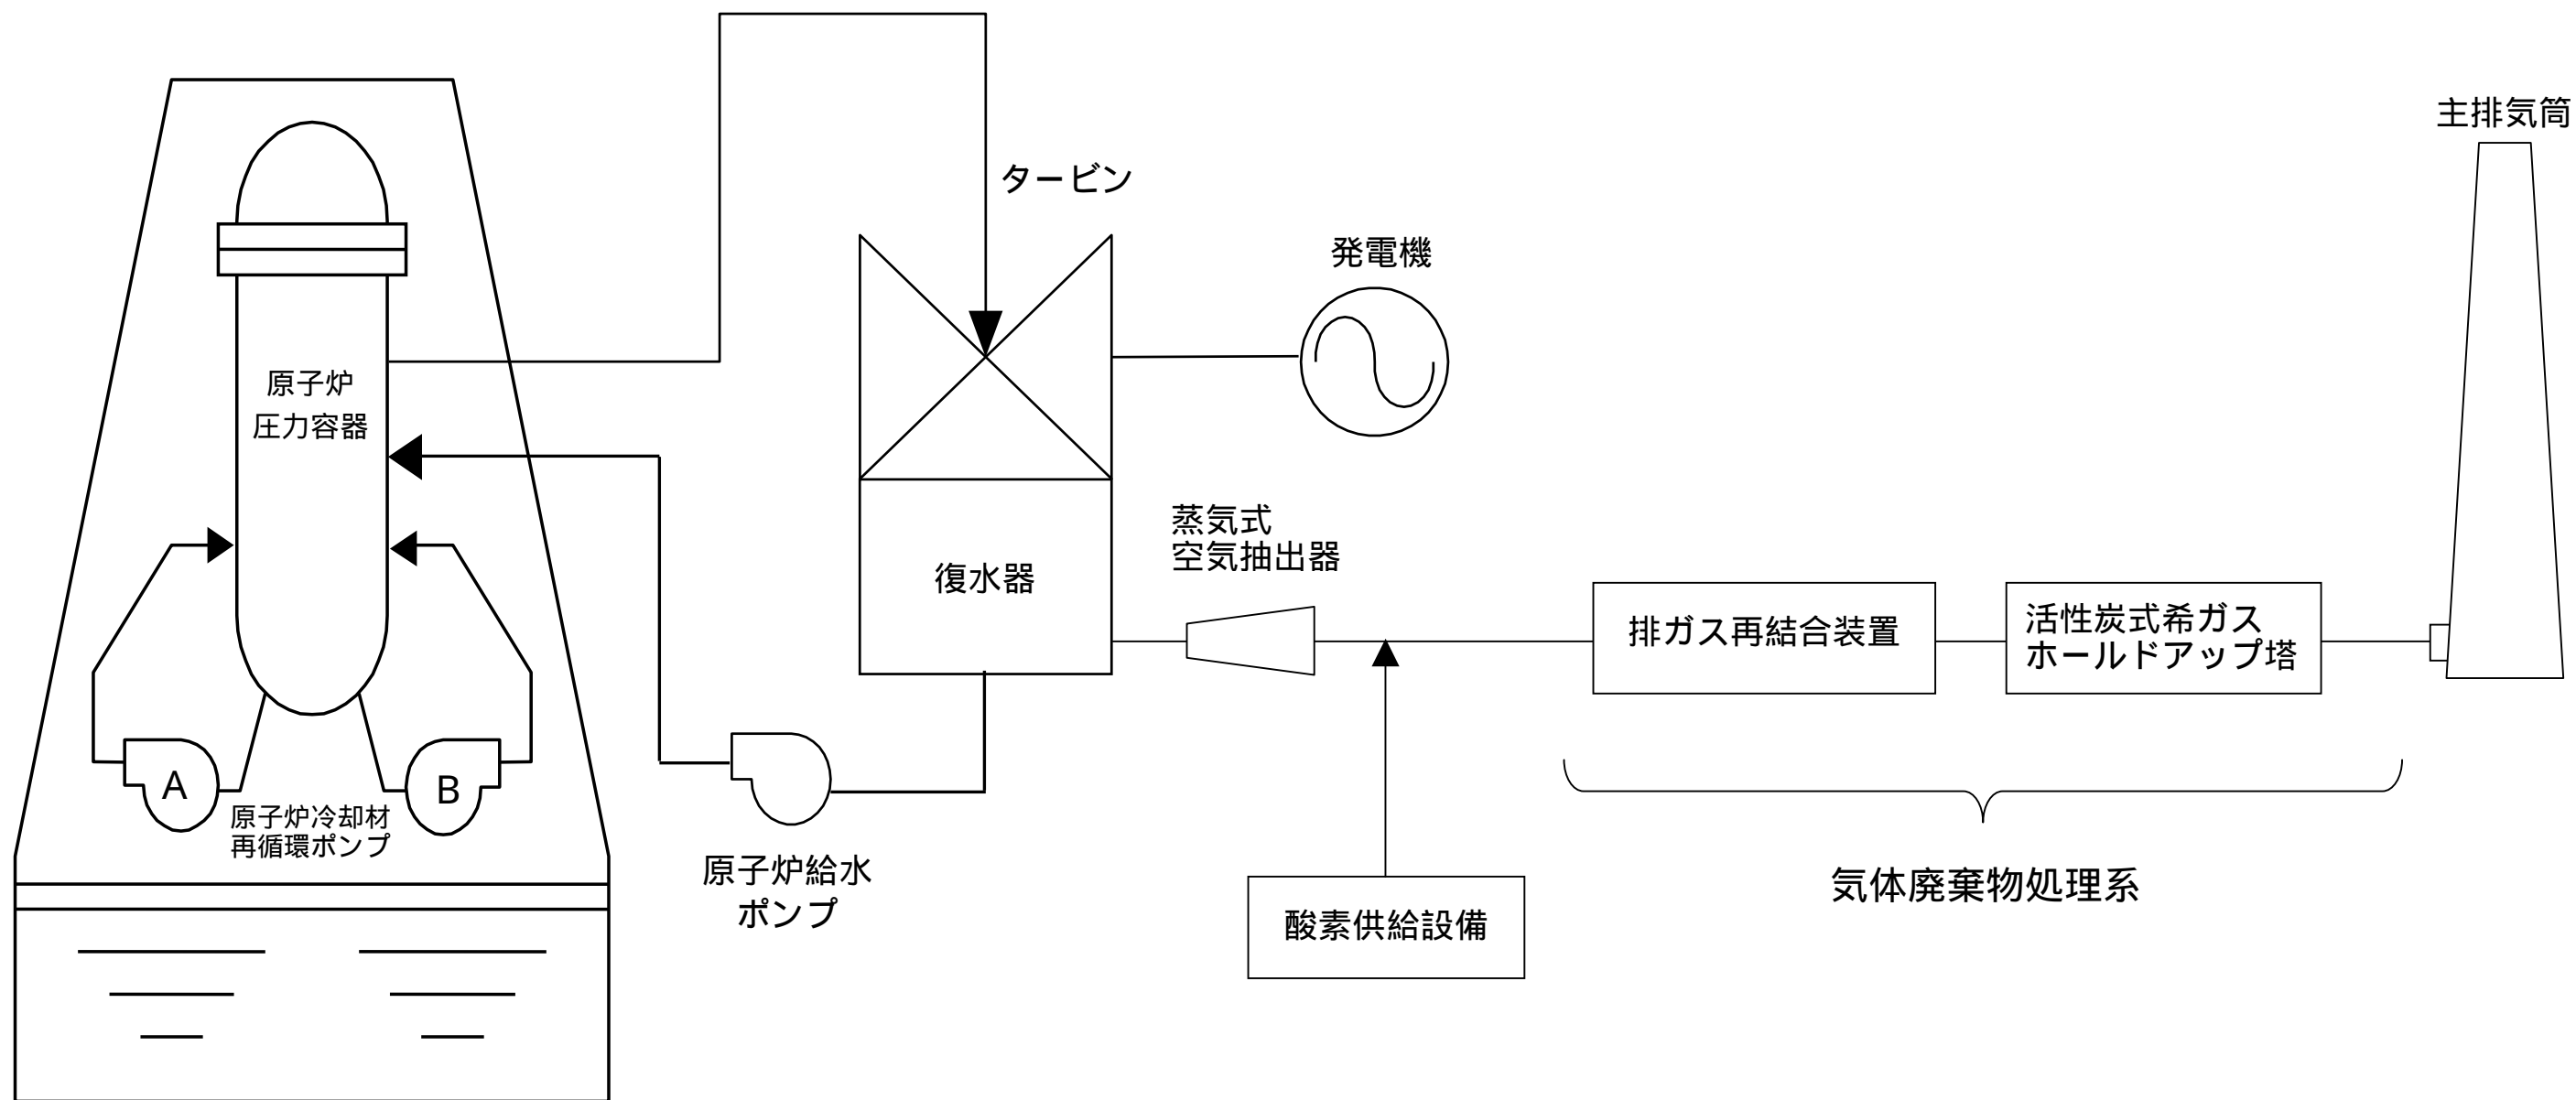 主排気筒
タービン
発電機
原子炉
圧力容器
蒸気式
空気抽出器
復水器
排ガス再結合装置
活性炭式希ガス
ホールドアップ塔
A
B
原子炉冷却材
再循環ポンプ
原子炉給水
ポンプ
酸素供給設備
気体廃棄物処理系